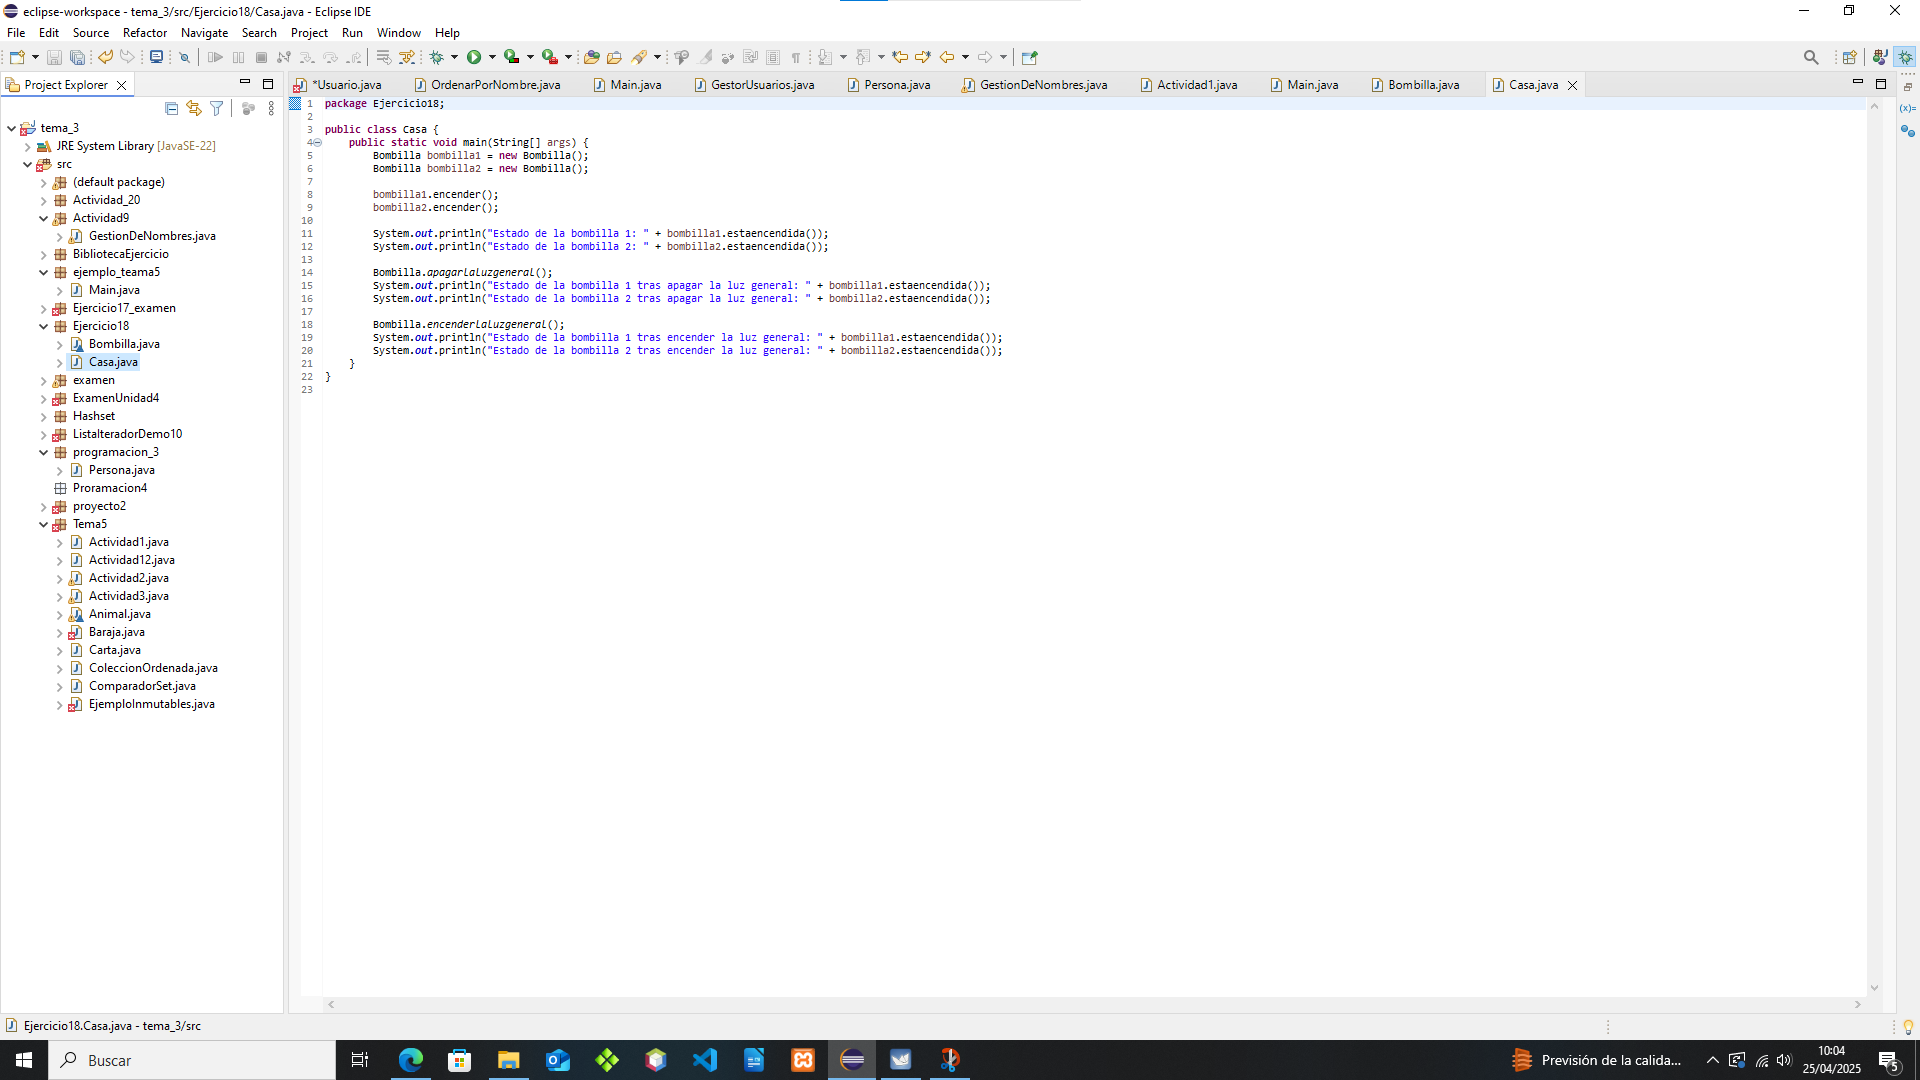 eclipse-workspace - tema_3/src/Ejercicio18/Casa.java - Eclipse IDE
File Edit Source Refactor Navigate Search Project Run Window Help
Project Explorer
*Usuario.java OrdenarPorNombre.java Main.java GestorUsuarios.java Persona.java GestionDeNombres.java Actividad1.java Main.java Bombilla.java Casa.java
tema_3
JRE System Library [JavaSE-22]
src
(default package)
Actividad_20
Actividad9
GestionDeNombres.java
BibliotecaEjercicio
ejemplo_teama5
Main.java
Ejercicio17_examen
Ejercicio18
Bombilla.java
Casa.java
examen
ExamenUnidad4
Hashset
ListaIteradorDemo10
programacion_3
Persona.java
Proramacion4
proyecto2
Tema5
Actividad1.java
Actividad12.java
Actividad2.java
Actividad3.java
Animal.java
Baraja.java
Carta.java
ColeccionOrdenada.java
ComparadorSet.java
EjemploInmutables.java
1 package Ejercicio18;
2
3 public class Casa {
4 public static void main(String[] args) {
5 Bombilla bombilla1 = new Bombilla();
6 Bombilla bombilla2 = new Bombilla();
7
8 bombilla1.encender();
9 bombilla2.encender();
10
11 System.out.println("Estado de la bombilla 1: " + bombilla1.estaencendida());
12 System.out.println("Estado de la bombilla 2: " + bombilla2.estaencendida());
13
14 Bombilla.apagarlaluzgeneral();
15 System.out.println("Estado de la bombilla 1 tras apagar la luz general: " + bombilla1.estaencendida());
16 System.out.println("Estado de la bombilla 2 tras apagar la luz general: " + bombilla2.estaencendida());
17
18 Bombilla.encenderlaluzgeneral();
19 System.out.println("Estado de la bombilla 1 tras encender la luz general: " + bombilla1.estaencendida());
20 System.out.println("Estado de la bombilla 2 tras encender la luz general: " + bombilla2.estaencendida());
21 }
22 }
23
Ejercicio18.Casa.java - tema_3/src
Buscar
Previsión de la calida...
10:04
25/04/2025
5